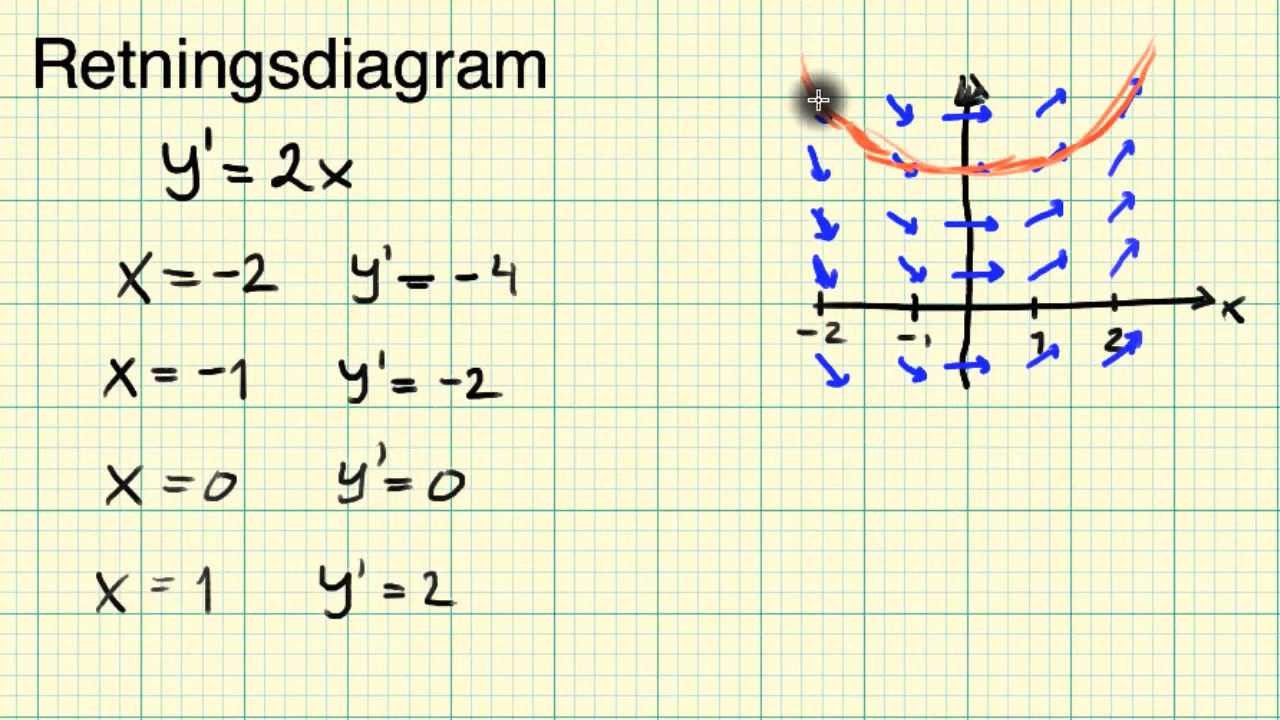 Retningsdiagram
y' = 2x
x = -2 y' = -4
x = -1 y' = -2
x = 0 y' = 0
x = 1 y' = 2
x
-2 -1 1 2